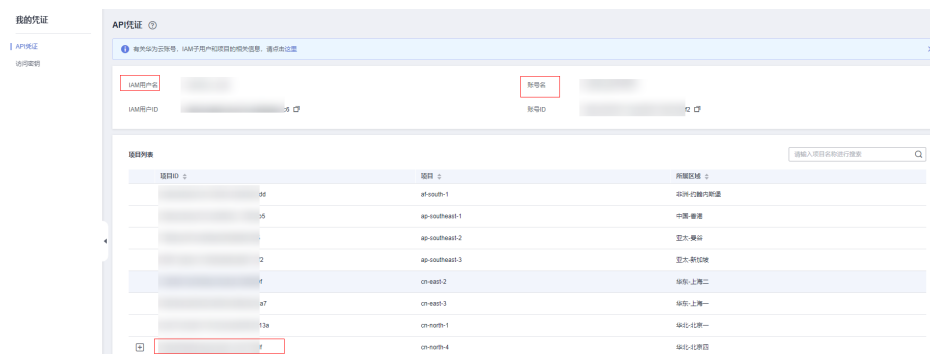 我的凭证
API凭证
访问密钥
API凭证
有关华为云账号、IAM子用户和项目的相关信息，请点击这里
IAM用户名
账号名
IAM用户ID c6
账号ID f2
项目列表
请输入项目名称进行搜索
项目ID 项目 所属区域
dd af-south-1 非洲-约翰内斯堡
b5 ap-southeast-1 中国-香港
ap-southeast-2 亚太-曼谷
f2 ap-southeast-3 亚太-新加坡
f cn-east-2 华东-上海二
a7 cn-east-3 华东-上海一
13a cn-north-1 华北-北京一
f cn-north-4 华北-北京四